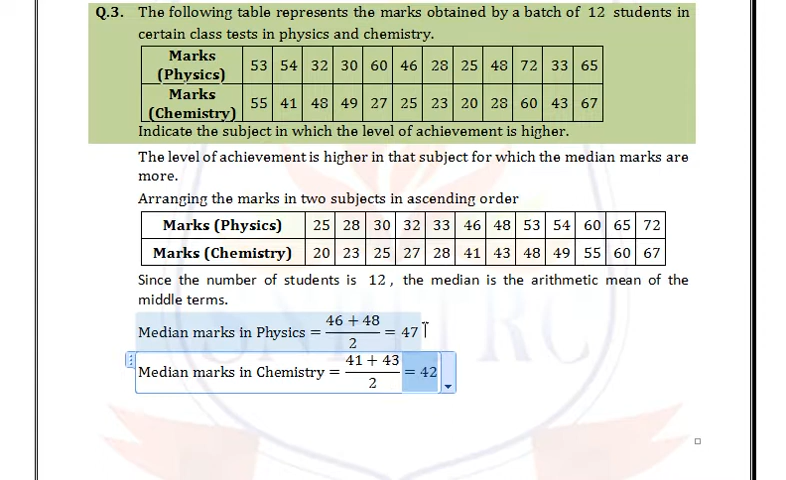 Q.3. The following table represents the marks obtained by a batch of 12 students in
certain class tests in physics and chemistry.
Marks (Physics) 53 54 32 30 60 46 28 25 48 72 33 65
Marks (Chemistry) 55 41 48 49 27 25 23 20 28 60 43 67
Indicate the subject in which the level of achievement is higher.
The level of achievement is higher in that subject for which the median marks are
more.
Arranging the marks in two subjects in ascending order
Marks (Physics) 25 28 30 32 33 46 48 53 54 60 65 72
Marks (Chemistry) 20 23 25 27 28 41 43 48 49 55 60 67
Since the number of students is 12, the median is the arithmetic mean of the
middle terms.
Median marks in Physics = (46 + 48)/2 = 47
Median marks in Chemistry = (41 + 43)/2 = 42